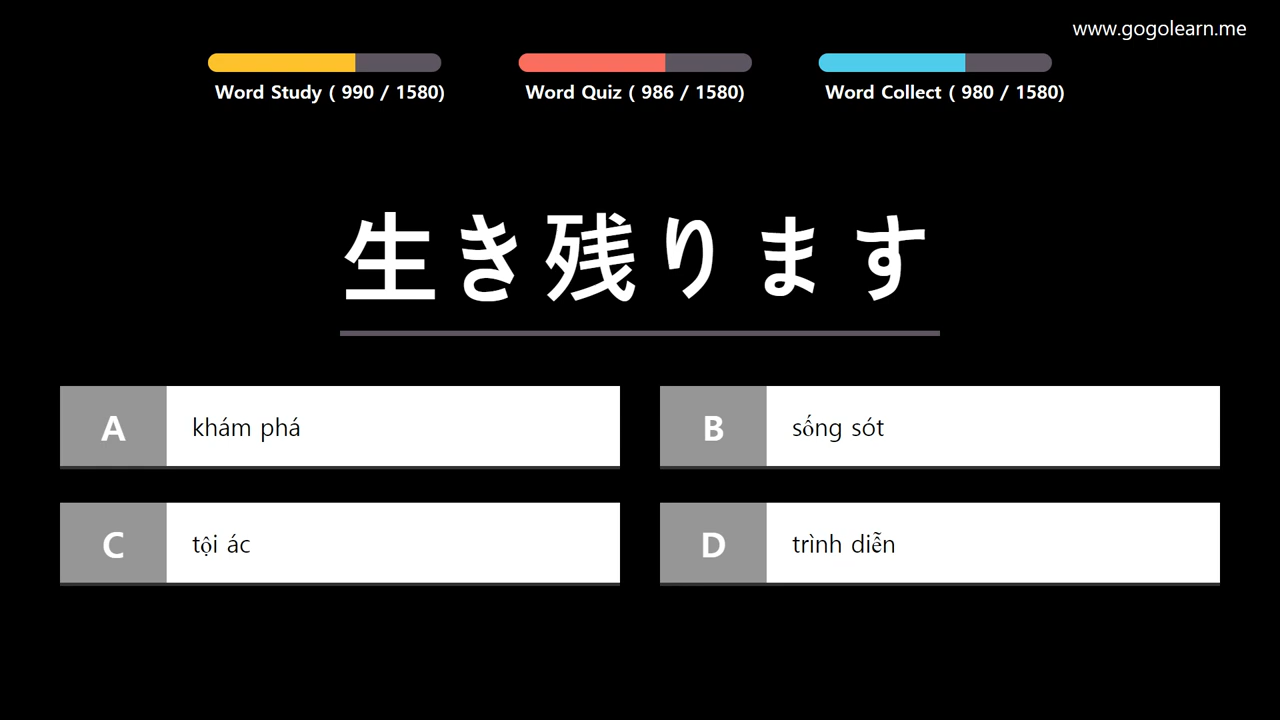 www.gogolearn.me
Word Study ( 990 / 1580)
Word Quiz ( 986 / 1580)
Word Collect ( 980 / 1580)
生き残ります
A
khám phá
B
sống sót
C
tội ác
D
trình diễn